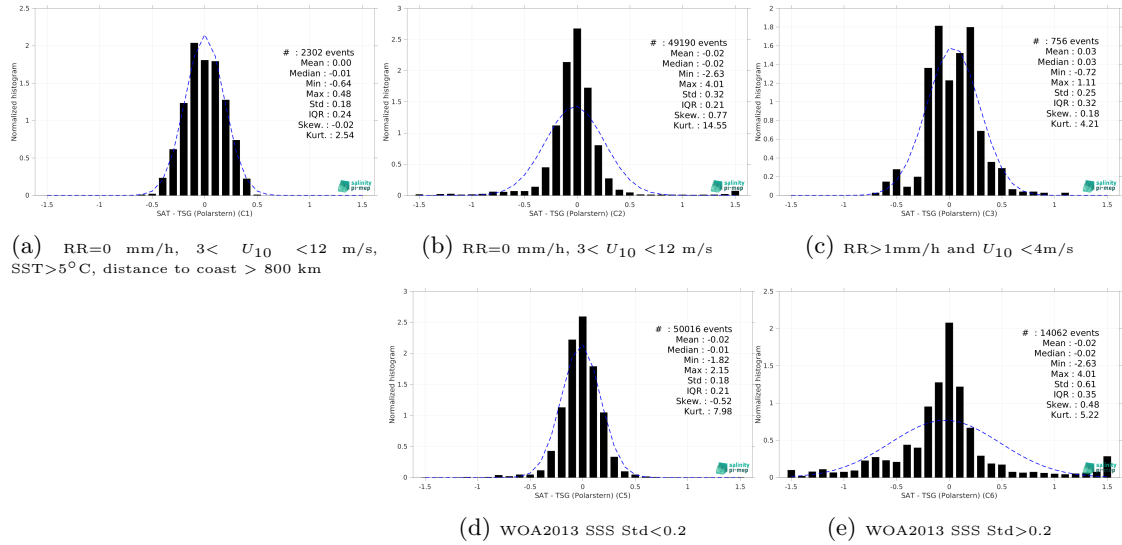 2.5
2
1.5
1
0.5
0
Normalized histogram
# : 2302 events
Mean : 0.00
Median : -0.01
Min : -0.64
Max : 0.48
Std : 0.18
IQR : 0.24
Skew. : -0.02
Kurt. : 2.54
salinity
pi-mep
-1.5 -1 -0.5 0 0.5 1 1.5
SAT - TSG (Polarstern) (C1)
(a) RR=0 mm/h, 3< U10 <12 m/s,
SST>5°C, distance to coast > 800 km
3
2.5
2
1.5
1
0.5
0
Normalized histogram
# : 49190 events
Mean : -0.02
Median : -0.02
Min : -2.63
Max : 4.01
Std : 0.32
IQR : 0.21
Skew. : 0.77
Kurt. : 14.55
salinity
pi-mep
-1.5 -1 -0.5 0 0.5 1 1.5
SAT - TSG (Polarstern) (C2)
(b) RR=0 mm/h, 3< U10 <12 m/s
2
1.8
1.6
1.4
1.2
1
0.8
0.6
0.4
0.2
0
Normalized histogram
# : 756 events
Mean : 0.03
Median : 0.03
Min : -0.72
Max : 1.11
Std : 0.25
IQR : 0.32
Skew. : 0.18
Kurt. : 4.21
salinity
pi-mep
-1.5 -1 -0.5 0 0.5 1 1.5
SAT - TSG (Polarstern) (C3)
(c) RR>1mm/h and U10 <4m/s
3
2.5
2
1.5
1
0.5
0
Normalized histogram
# : 50016 events
Mean : -0.02
Median : -0.01
Min : -1.82
Max : 2.15
Std : 0.18
IQR : 0.21
Skew. : -0.52
Kurt. : 7.98
salinity
pi-mep
-1.5 -1 -0.5 0 0.5 1 1.5
SAT - TSG (Polarstern) (C5)
(d) WOA2013 SSS Std<0.2
2.5
2
1.5
1
0.5
0
Normalized histogram
# : 14062 events
Mean : -0.02
Median : -0.02
Min : -2.63
Max : 4.01
Std : 0.61
IQR : 0.35
Skew. : 0.48
Kurt. : 5.22
salinity
pi-mep
-1.5 -1 -0.5 0 0.5 1 1.5
SAT - TSG (Polarstern) (C6)
(e) WOA2013 SSS Std>0.2